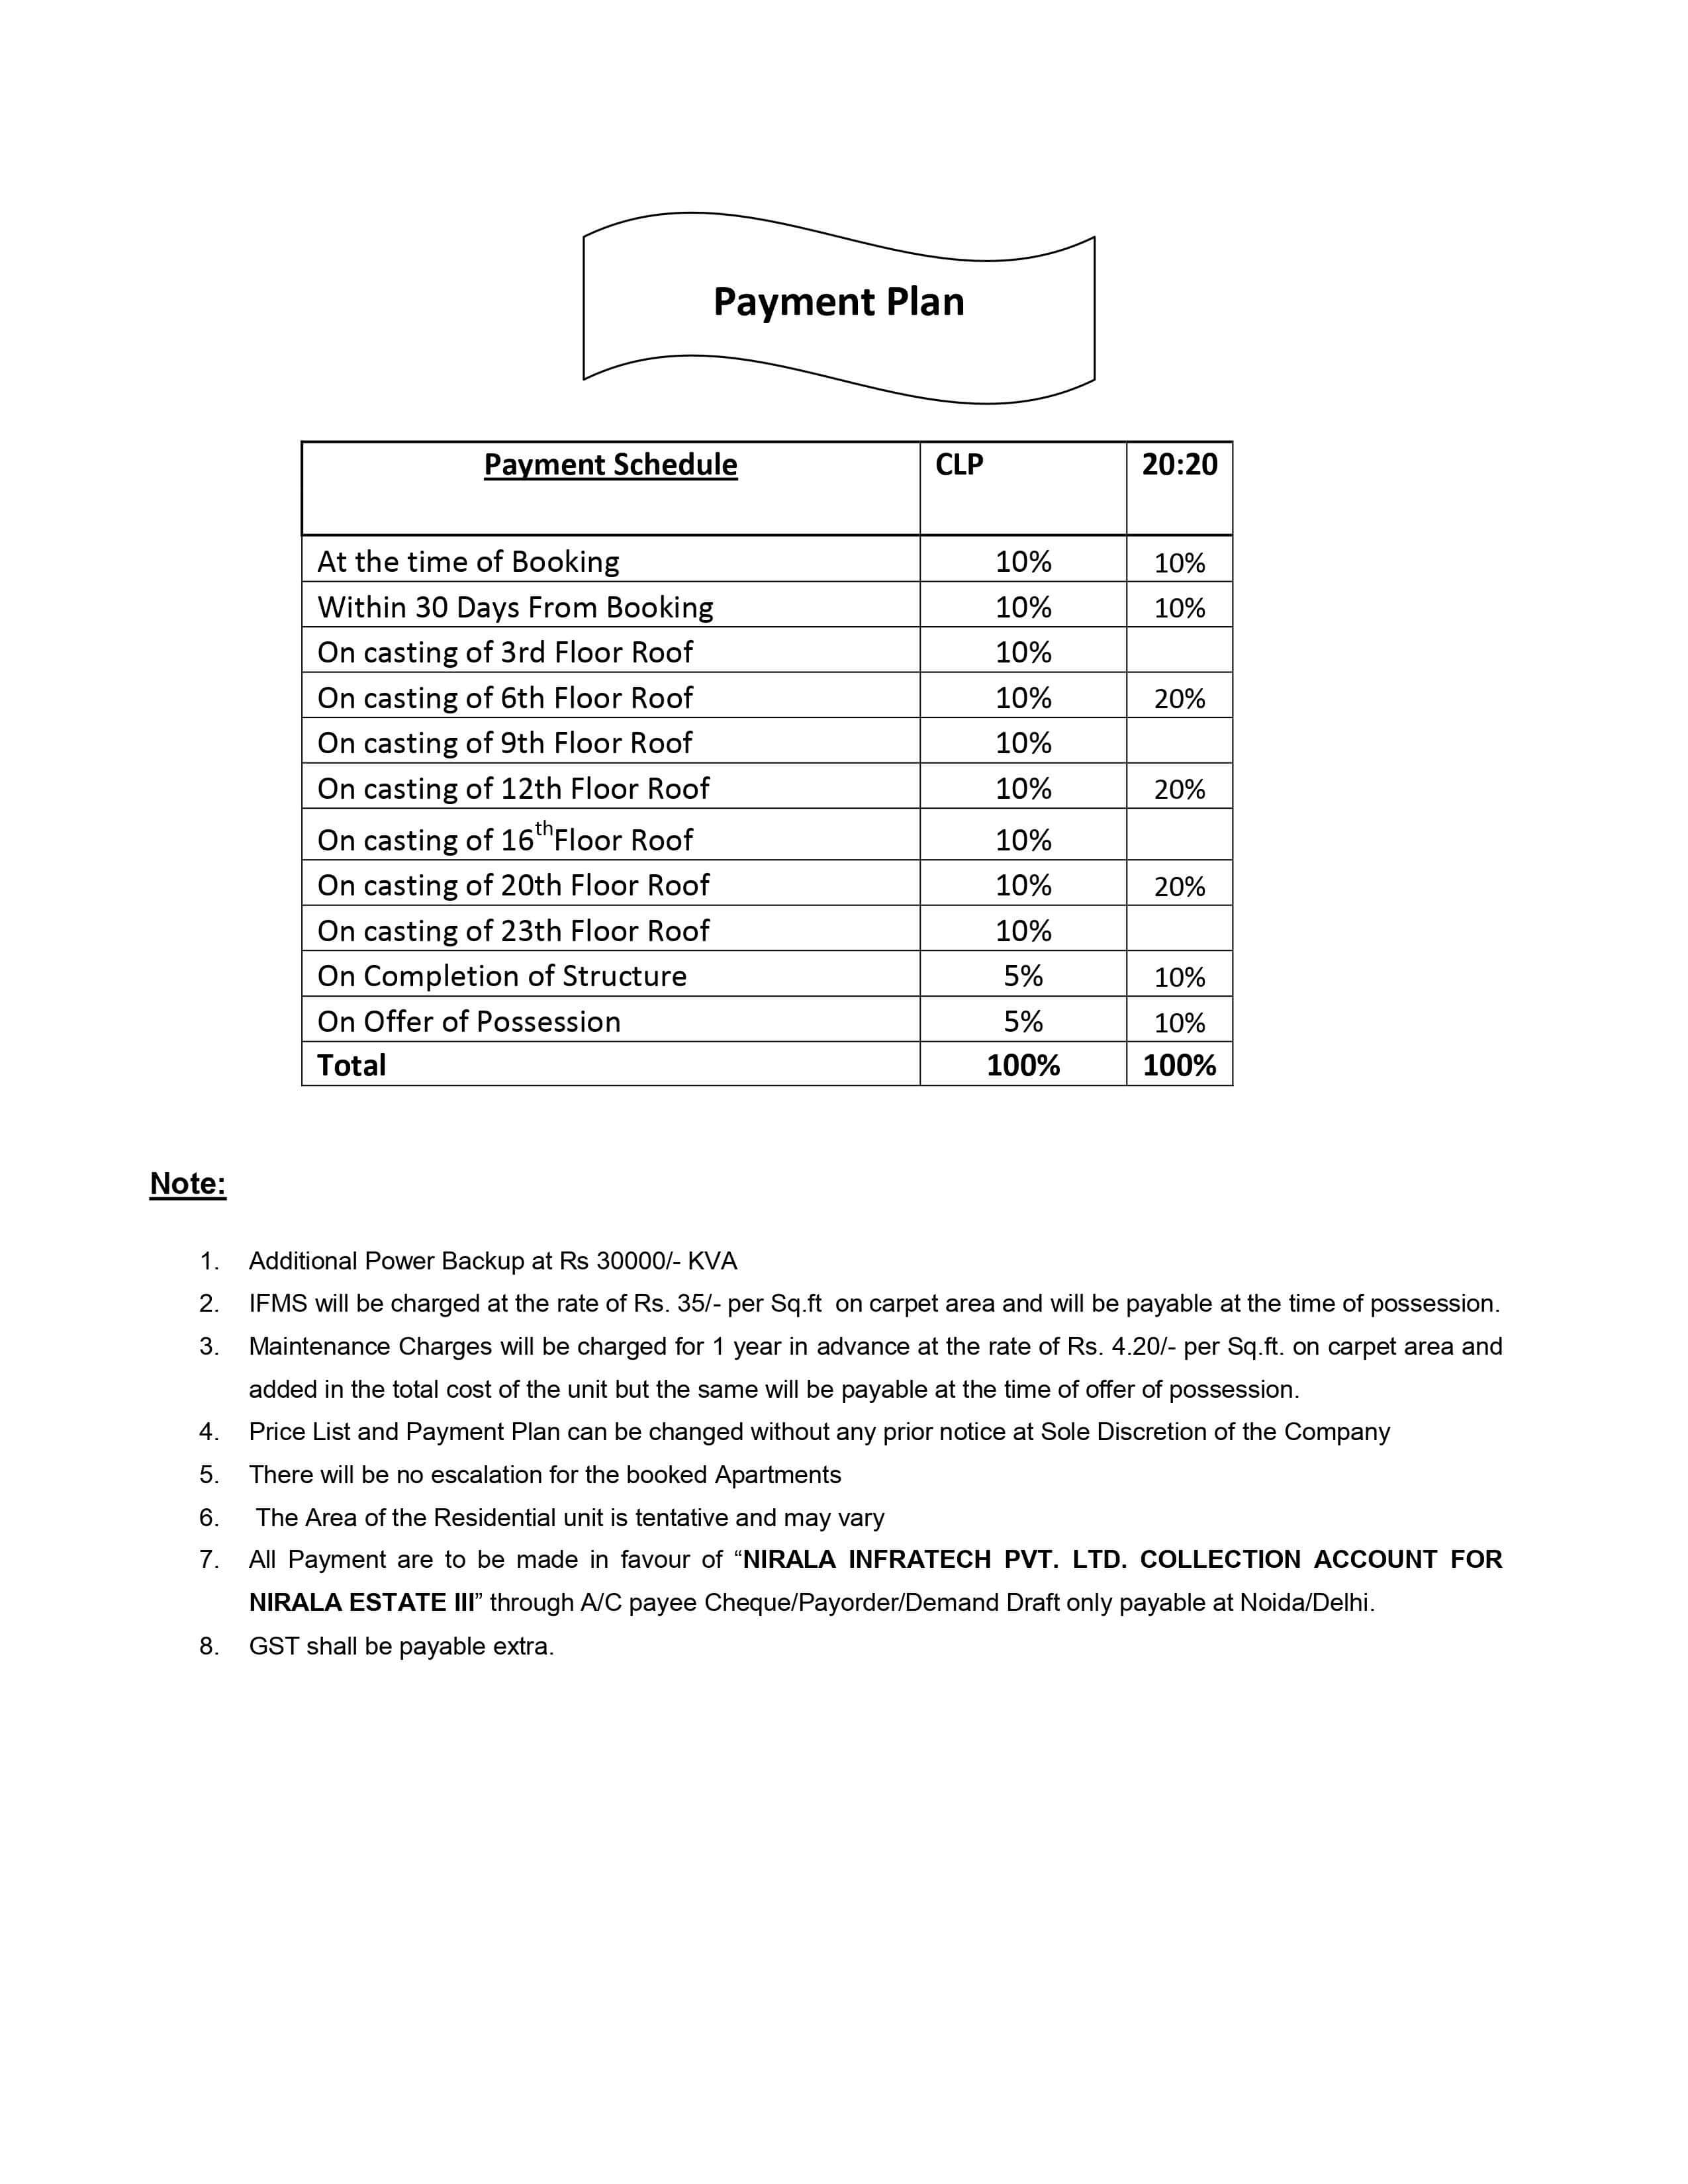 Payment Plan
Payment Schedule CLP 20:20
At the time of Booking 10% 10%
Within 30 Days From Booking 10% 10%
On casting of 3rd Floor Roof 10%
On casting of 6th Floor Roof 10% 20%
On casting of 9th Floor Roof 10%
On casting of 12th Floor Roof 10% 20%
On casting of 16thFloor Roof 10%
On casting of 20th Floor Roof 10% 20%
On casting of 23th Floor Roof 10%
On Completion of Structure 5% 10%
On Offer of Possession 5% 10%
Total 100% 100%
Note:
1. Additional Power Backup at Rs 30000/- KVA
2. IFMS will be charged at the rate of Rs. 35/- per Sq.ft on carpet area and will be payable at the time of possession.
3. Maintenance Charges will be charged for 1 year in advance at the rate of Rs. 4.20/- per Sq.ft. on carpet area and
added in the total cost of the unit but the same will be payable at the time of offer of possession.
4. Price List and Payment Plan can be changed without any prior notice at Sole Discretion of the Company
5. There will be no escalation for the booked Apartments
6. The Area of the Residential unit is tentative and may vary
7. All Payment are to be made in favour of “NIRALA INFRATECH PVT. LTD. COLLECTION ACCOUNT FOR
NIRALA ESTATE III” through A/C payee Cheque/Payorder/Demand Draft only payable at Noida/Delhi.
8. GST shall be payable extra.